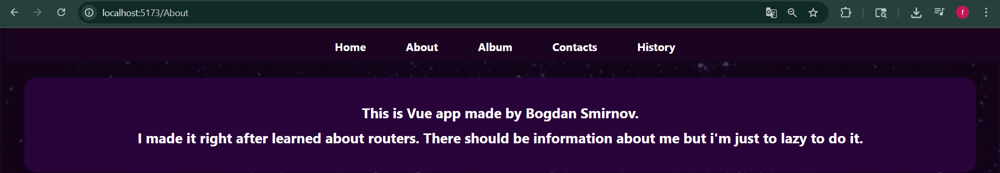 localhost:5173/About
f
Home About Album Contacts History
This is Vue app made by Bogdan Smirnov.
I made it right after learned about routers. There should be information about me but i'm just to lazy to do it.